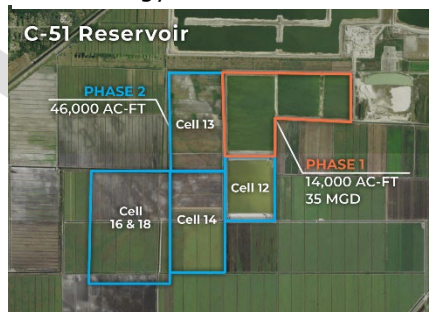 C-51 Reservoir
PHASE 2
46,000 AC-FT
Cell 13
PHASE 1
14,000 AC-FT
35 MGD
Cell 12
Cell
16 & 18
Cell 14